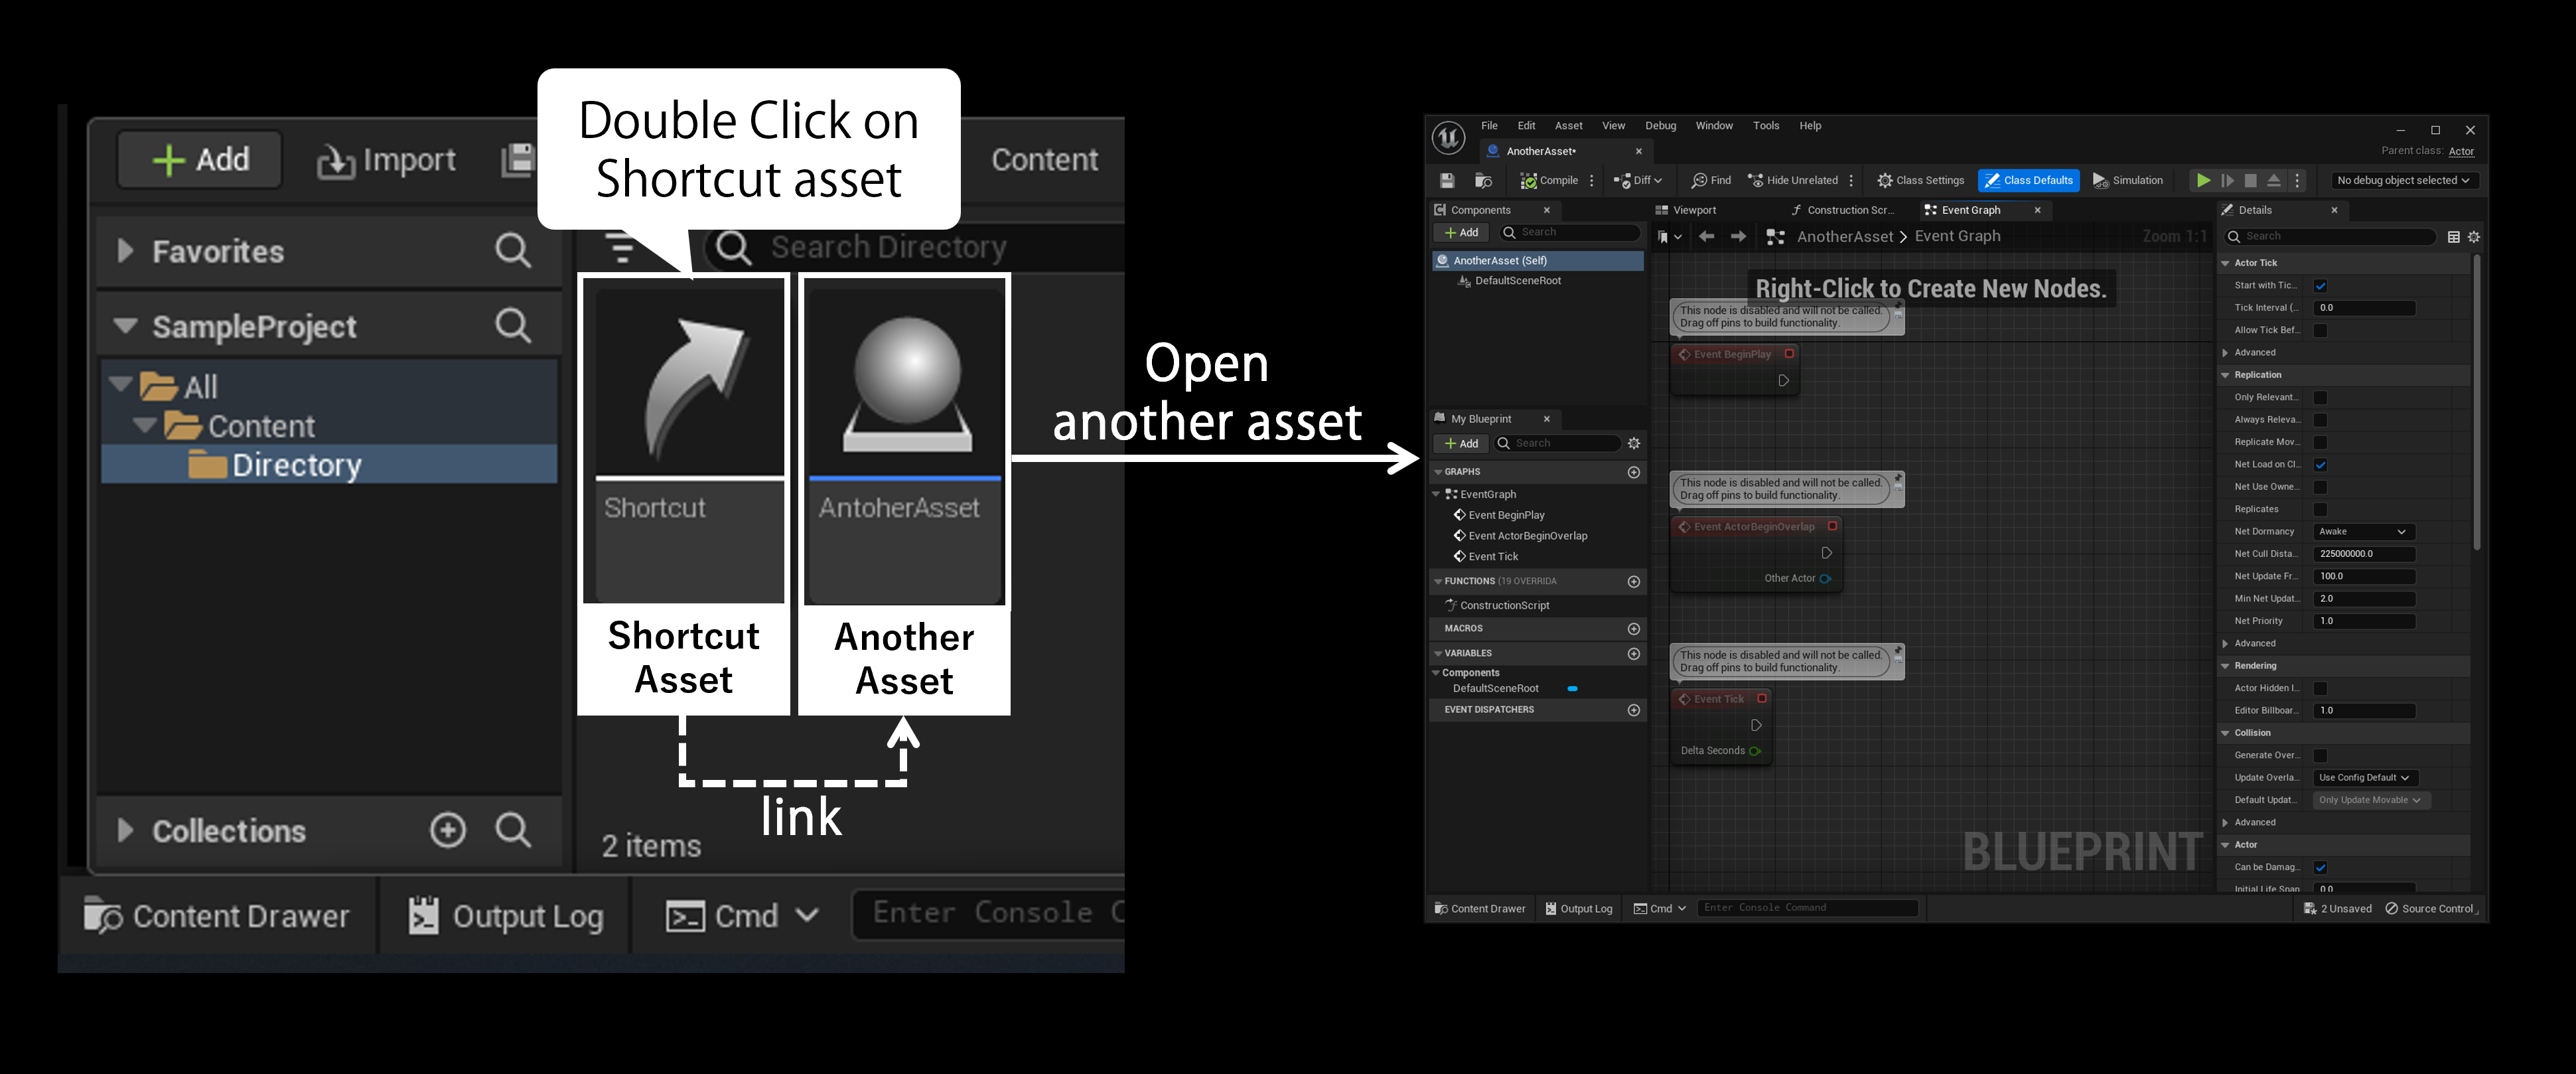 Double Click on
Shortcut asset
Add
Import
Content
Favorites
Search Directory
SampleProject
All
Content
Directory
Shortcut
AntoherAsset
Shortcut
Asset
Another
Asset
link
Collections
2 items
Content Drawer
Output Log
Cmd
Enter Console C
Open
another asset
File Edit Asset View Debug Window Tools Help
AnotherAsset*
Parent class: Actor
Compile
Diff
Find
Hide Unrelated
Class Settings
Class Defaults
Simulation
No debug object selected
Components
Add
Search
AnotherAsset (Self)
DefaultSceneRoot
My Blueprint
Add
Search
GRAPHS
EventGraph
Event BeginPlay
Event ActorBeginOverlap
Event Tick
FUNCTIONS (19 OVERRIDA
ConstructionScript
MACROS
VARIABLES
Components
DefaultSceneRoot
EVENT DISPATCHERS
Viewport
Construction Scr...
Event Graph
AnotherAsset > Event Graph
Zoom 1:1
Right-Click to Create New Nodes.
This node is disabled and will not be called.
Drag off pins to build functionality.
Event BeginPlay
This node is disabled and will not be called.
Drag off pins to build functionality.
Event ActorBeginOverlap
Other Actor
This node is disabled and will not be called.
Drag off pins to build functionality.
Event Tick
Delta Seconds
BLUEPRINT
Details
Search
Actor Tick
Start with Tic...
Tick Interval (... 0.0
Allow Tick Bef...
Advanced
Replication
Only Relevant...
Always Releva...
Replicate Mov...
Net Load on Cl...
Net Use Owne...
Replicates
Net Dormancy Awake
Net Cull Dista... 225000000.0
Net Update Fr... 100.0
Min Net Updat... 2.0
Net Priority 1.0
Advanced
Rendering
Actor Hidden I...
Editor Billboar... 1.0
Collision
Generate Over...
Update Overla... Use Config Default
Default Updat... Only Update Movable
Advanced
Actor
Can be Damag...
Initial Life Span 0.0
Content Drawer
Output Log
Cmd
Enter Console Command
2 Unsaved
Source Control